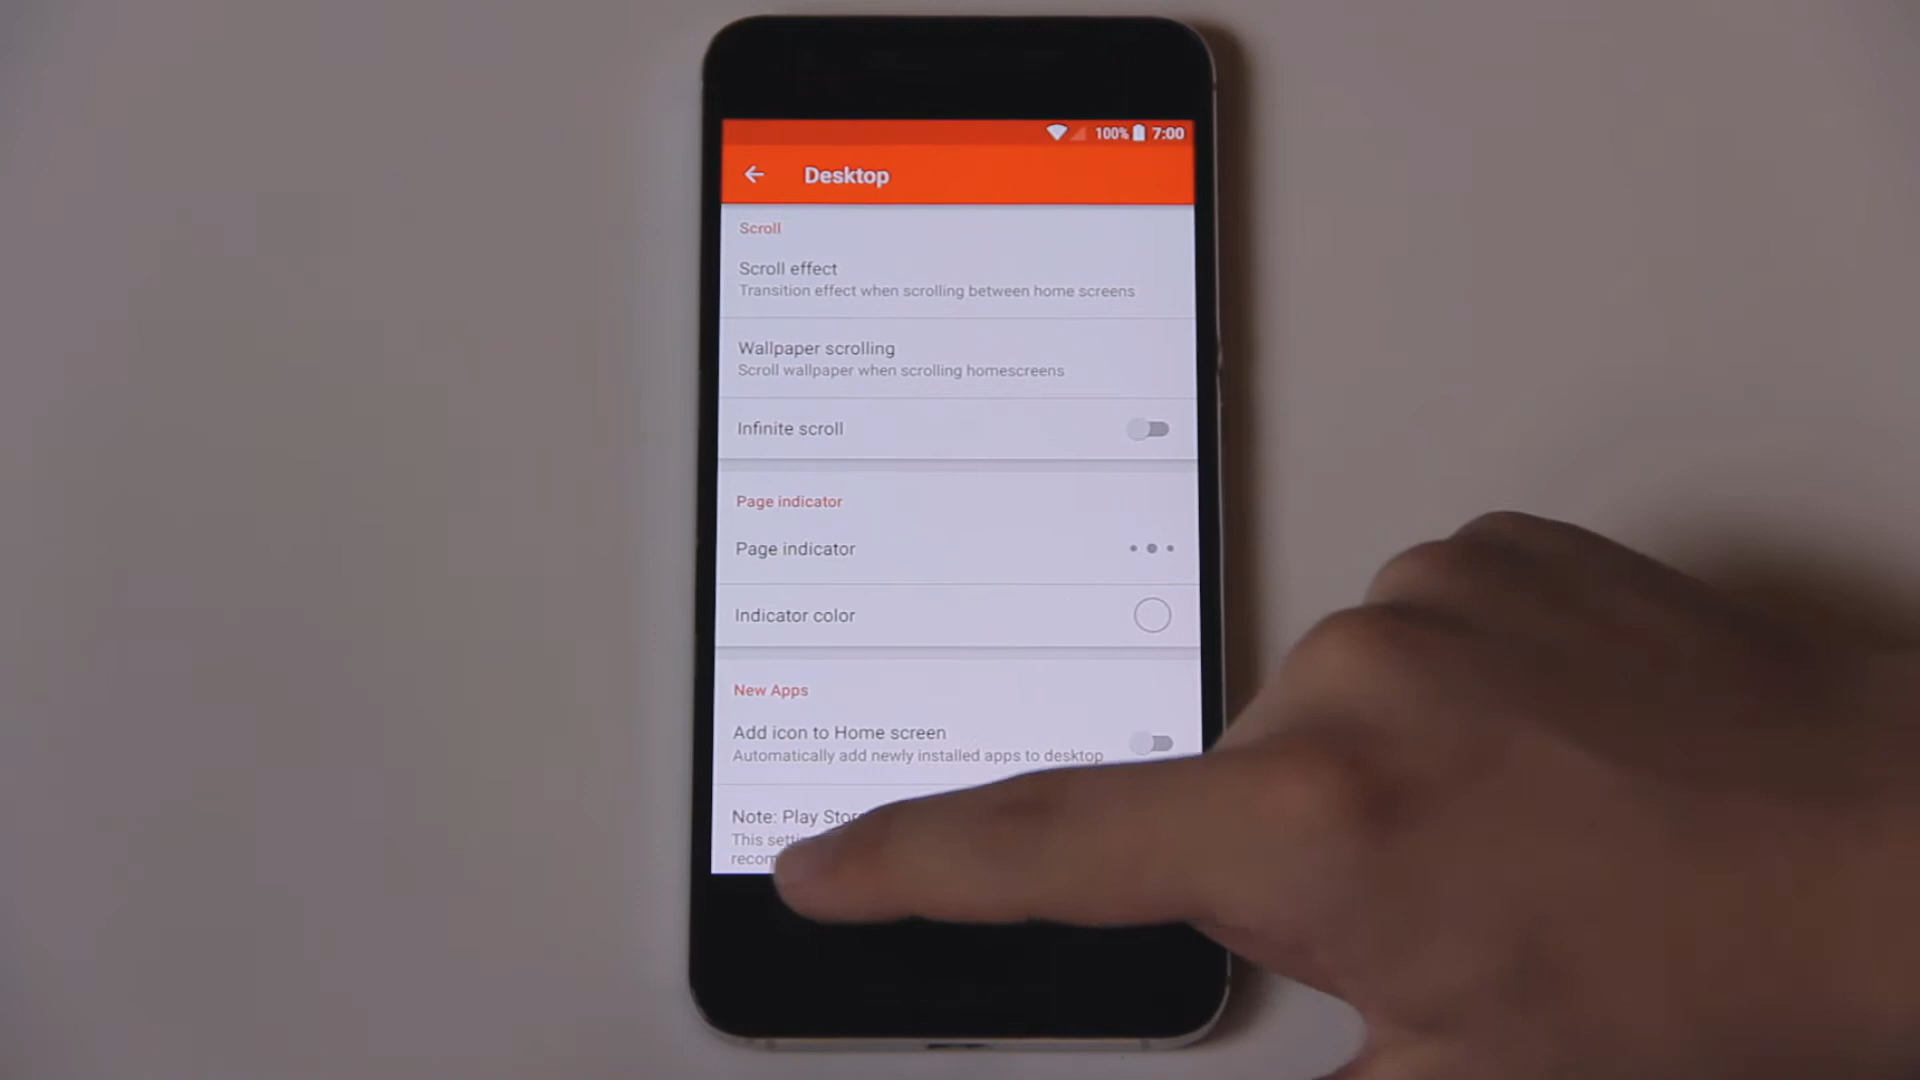 100% 7:00
Desktop
Scroll
Scroll effect
Transition effect when scrolling between home screens
Wallpaper scrolling
Scroll wallpaper when scrolling homescreens
Infinite scroll
Page indicator
Page indicator
Indicator color
New Apps
Add icon to Home screen
Automatically add newly installed apps to desktop
Note: Play
This